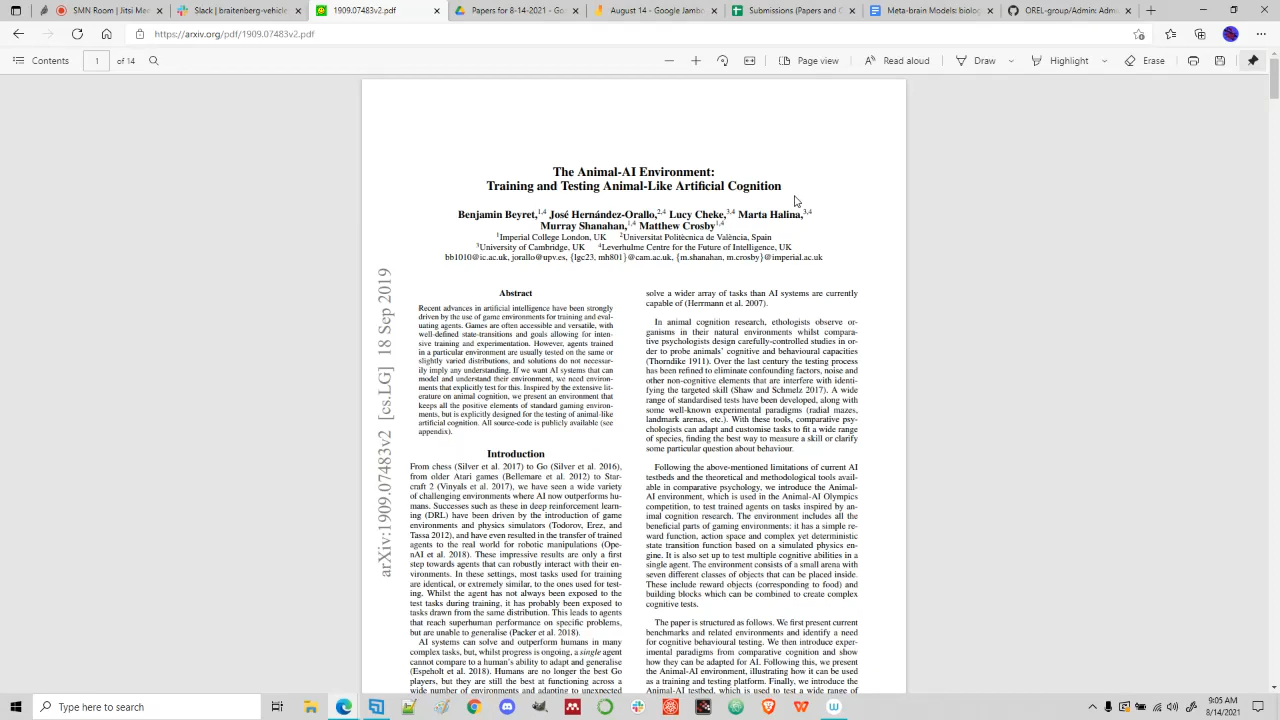 SMN Room | Jitsi Mee
Slack | braitenberg-vehicle
1909.07483v2.pdf
Papers for 8-14-2021 - Go
August 14 - Google Jambo
Submissions (Papers and C
Meta-brain Models: biolog
OREL-group/Admin: Admi
https://arxiv.org/pdf/1909.07483v2.pdf
Contents 1 of 14 Page view Read aloud Draw Highlight Erase
The Animal-AI Environment:
Training and Testing Animal-Like Artificial Cognition
Benjamin Beyret,1,4 José Hernández-Orallo,2,4 Lucy Cheke,3,4 Marta Halina,3,4
Murray Shanahan,1,4 Matthew Crosby1,4
1Imperial College London, UK 2Universitat Politècnica de València, Spain
3University of Cambridge, UK 4Leverhulme Centre for the Future of Intelligence, UK
bb1010@ic.ac.uk, jorallo@upv.es, {lgc23, mh801}@cam.ac.uk, {m.shanahan, m.crosby}@imperial.ac.uk
arXiv:1909.07483v2 [cs.LG] 18 Sep 2019
Abstract
Recent advances in artificial intelligence have been strongly
driven by the use of game environments for training and eval-
uating agents. Games are often accessible and versatile, with
well-defined state-transitions and goals allowing for inten-
sive training and experimentation. However, agents trained
in a particular environment are usually tested on the same or
slightly varied distributions, and solutions do not necessar-
ily imply any understanding. If we want AI systems that can
model and understand their environment, we need environ-
ments that explicitly test for this. Inspired by the extensive lit-
erature on animal cognition, we present an environment that
keeps all the positive elements of standard gaming environ-
ments, but is explicitly designed for the testing of animal-like
artificial cognition. All source-code is publicly available (see
appendix).
Introduction
From chess (Silver et al. 2017) to Go (Silver et al. 2016),
from older Atari games (Bellemare et al. 2012) to Star-
craft 2 (Vinyals et al. 2017), we have seen a wide variety
of challenging environments where AI now outperforms hu-
mans. Successes such as these in deep reinforcement learn-
ing (DRL) have been driven by the introduction of game
environments and physics simulators (Todorov, Erez, and
Tassa 2012), and have even resulted in the transfer of trained
agents to the real world for robotic manipulations (Ope-
nAI et al. 2018). These impressive results are only a first
step towards agents that can robustly interact with their en-
vironments. In these settings, most tasks used for training
are identical, or extremely similar, to the ones used for test-
ing. Whilst the agent has not always been exposed to the
test tasks during training, it has probably been exposed to
tasks drawn from the same distribution. This leads to agents
that reach superhuman performance on specific problems,
but are unable to generalise (Packer et al. 2018).
AI systems can solve and outperform humans in many
complex tasks, but, whilst progress is ongoing, a single agent
cannot compare to a human's ability to adapt and generalise
(Espeholt et al. 2018). Humans are no longer the best Go
players, but they are still the best at functioning across a
wide number of environments and adapting to unexpected
solve a wider array of tasks than AI systems are currently
capable of (Herrmann et al. 2007).
In animal cognition research, ethologists observe or-
ganisms in their natural environments whilst compara-
tive psychologists design carefully-controlled studies in or-
der to probe animals' cognitive and behavioural capacities
(Thorndike 1911). Over the last century the testing process
has been refined to eliminate confounding factors, noise and
other non-cognitive elements that are interfere with identi-
fying the targeted skill (Shaw and Schmelz 2017). A wide
range of standardised tests have been developed, along with
some well-known experimental paradigms (radial mazes,
landmark arenas, etc.). With these tools, comparative psy-
chologists can adapt and customise tasks to fit a wide range
of species, finding the best way to measure a skill or clarify
some particular question about behaviour.
Following the above-mentioned limitations of current AI
testbeds and the theoretical and methodological tools avail-
able in comparative psychology, we introduce the Animal-
AI environment, which is used in the Animal-AI Olympics
competition, to test trained agents on tasks inspired by an-
imal cognition research. The environment includes all the
beneficial parts of gaming environments: it has a simple re-
ward function, action space and complex yet deterministic
state transition function based on a simulated physics en-
gine. It is also set up to test multiple cognitive abilities in a
single agent. The environment consists of a small arena with
seven different classes of objects that can be placed inside.
These include reward objects (corresponding to food) and
building blocks which can be combined to create complex
cognitive tests.
The paper is structured as follows. We first present current
benchmarks and related environments and identify a need
for cognitive behavioural testing. We then introduce exper-
imental paradigms from comparative cognition and show
how they can be adapted for AI. Following this, we present
the Animal-AI environment, illustrating how it can be used
as a training and testing platform. Finally, we introduce the
Animal-AI testbed, which is used to test a wide range of
Type here to search
9:05 AM
8/14/2021